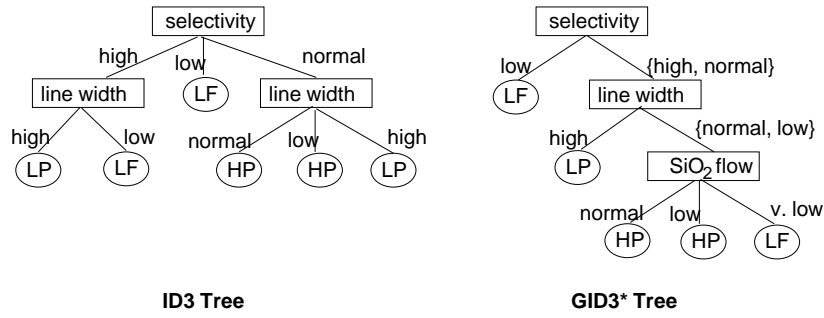 selectivity
high
low
normal
line width
LF
line width
high
low
normal
low
high
LP
LF
HP
HP
LP
ID3 Tree
selectivity
low
{high, normal}
LF
line width
high
{normal, low}
LP
SiO2 flow
normal
low
v. low
HP
HP
LF
GID3* Tree